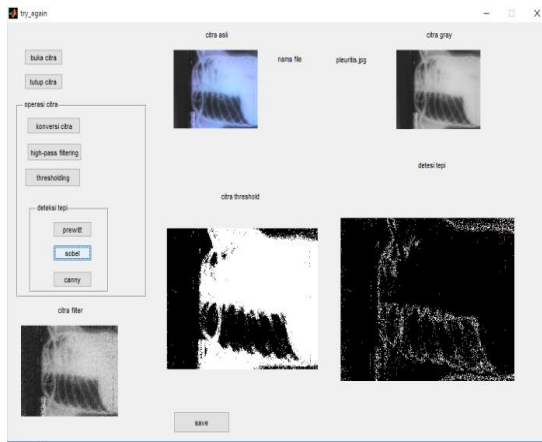 try_again
citra asli
citra gray
buka citra
nama file
pleuritis.jpg
tutup citra
operasi citra
konversi citra
high-pass filtering
thresholding
detesi tepi
citra threshold
deteksi tepi
prewitt
sobel
canny
citra filter
save